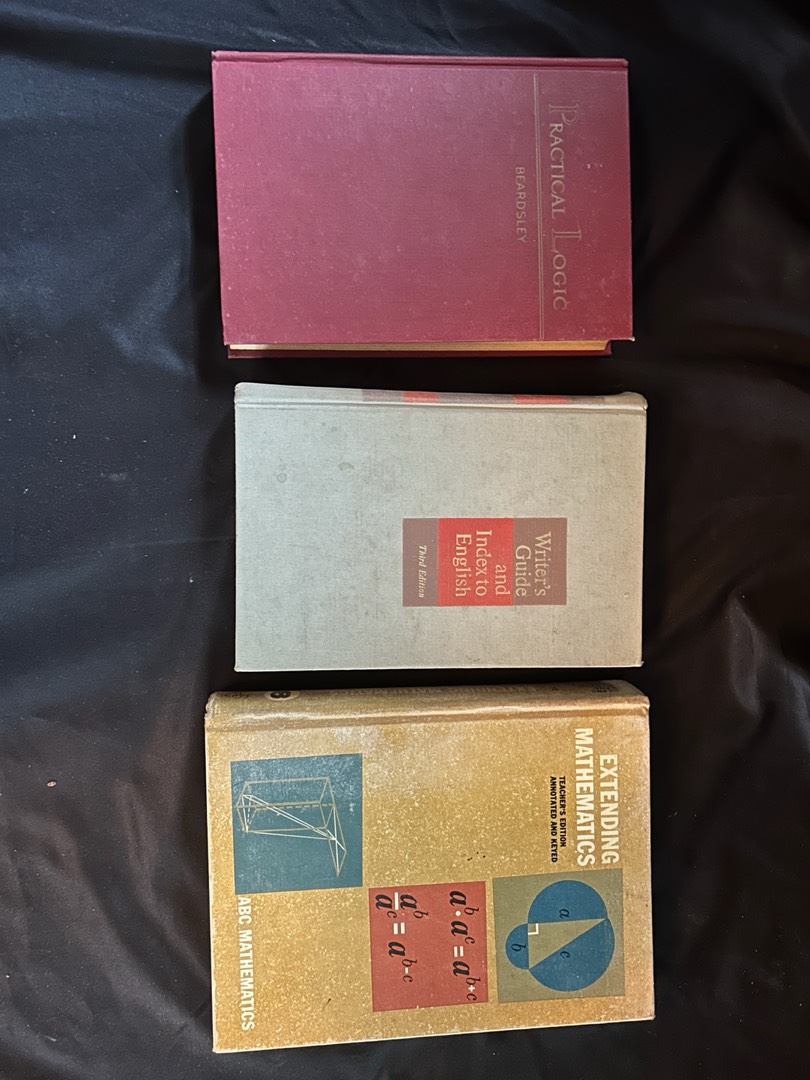 PRACTICAL LOGIC
BEARDSLEY
Writer's
Guide
and
Index to
English
Third Edition
EXTENDING
MATHEMATICS
TEACHER'S EDITION
ANNOTATED AND KEYED
a
c
b
a^b · a^c = a^{b+c}
a^b / a^c = a^{b-c}
ABC MATHEMATICS
8